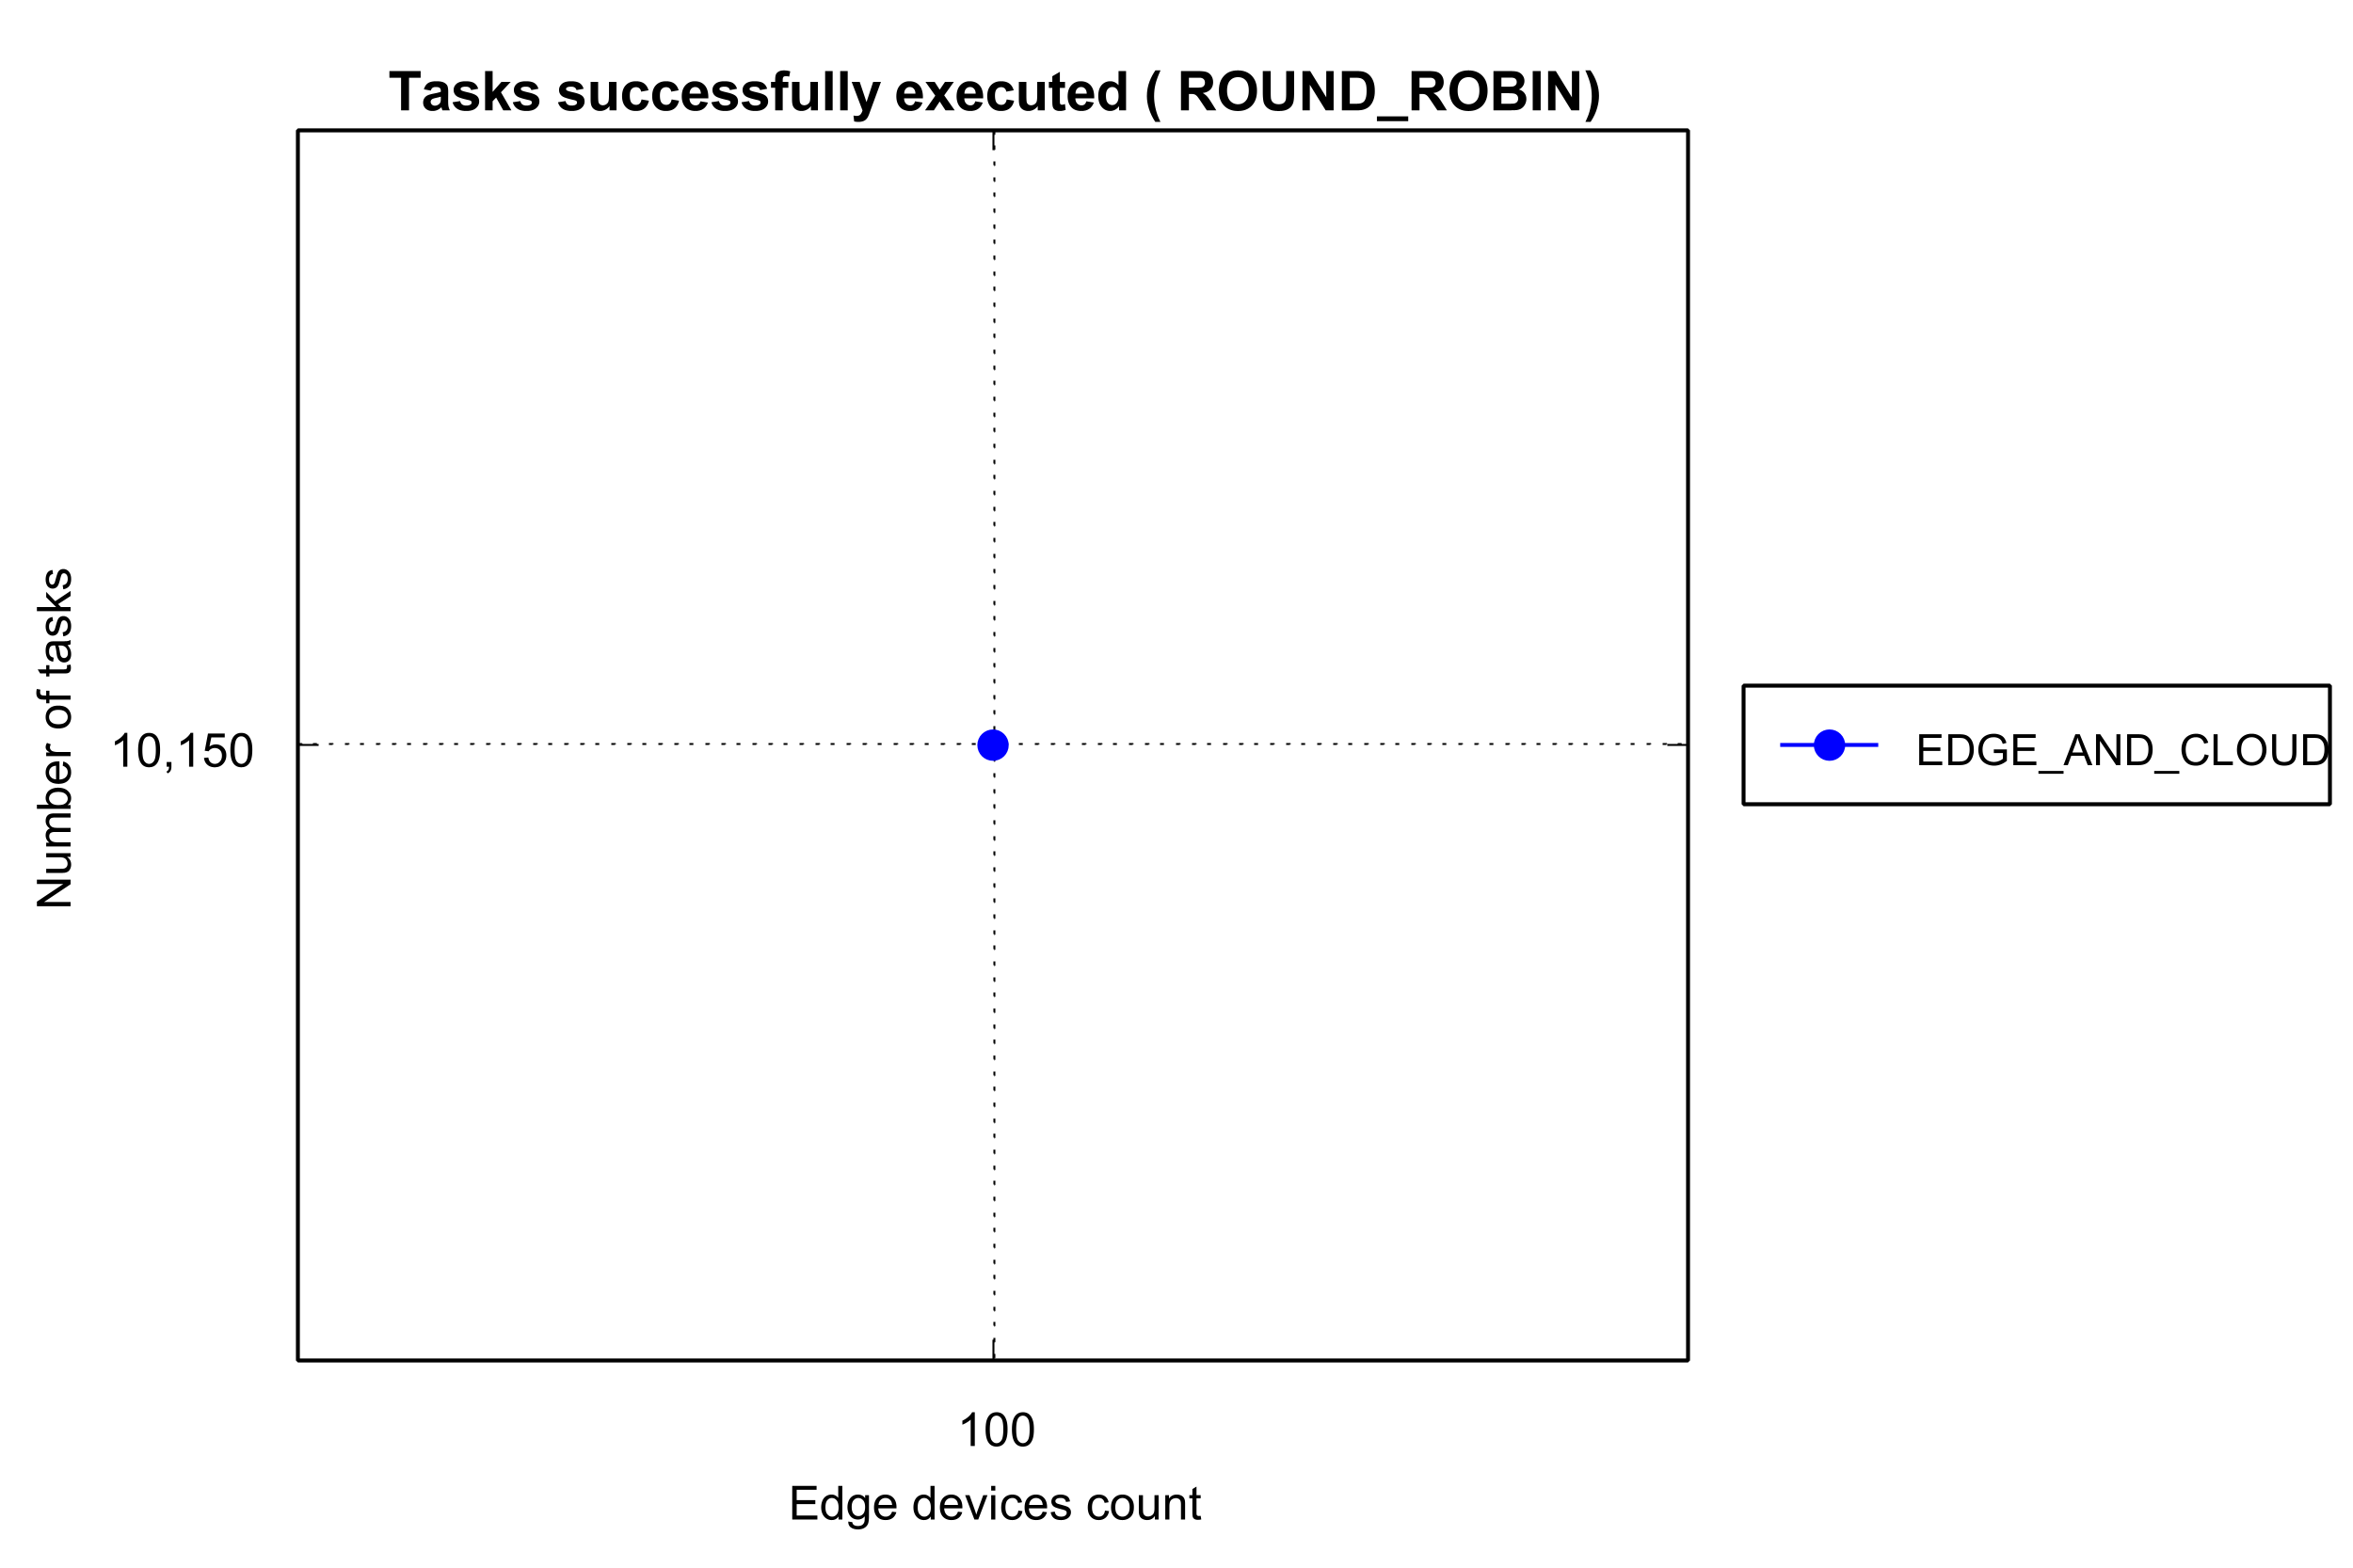 Tasks successfully executed ( ROUND_ROBIN)
Number of tasks
10,150
EDGE_AND_CLOUD
100
Edge devices count